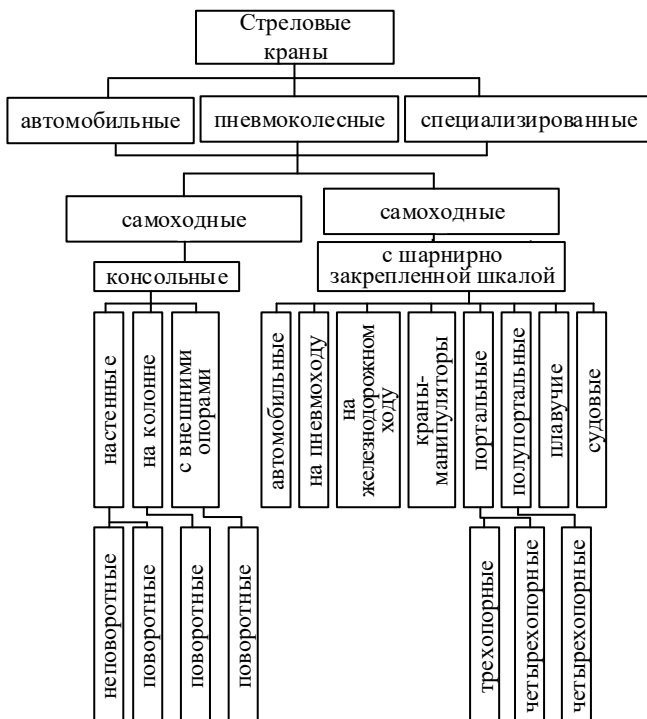 Стреловые
краны
автомобильные
пневмоколесные
специализированные
самоходные
самоходные
консольные
с шарнирно
закрепленной шкалой
настенные
на колонне
с внешними
опорами
автомобильные
на пневмоходу
на
железнодорожном
ходу
краны-
манипуляторы
портальные
полупортальные
плавучие
судовые
неповоротные
поворотные
поворотные
поворотные
трехопорные
четырехопорные
четырехопорные